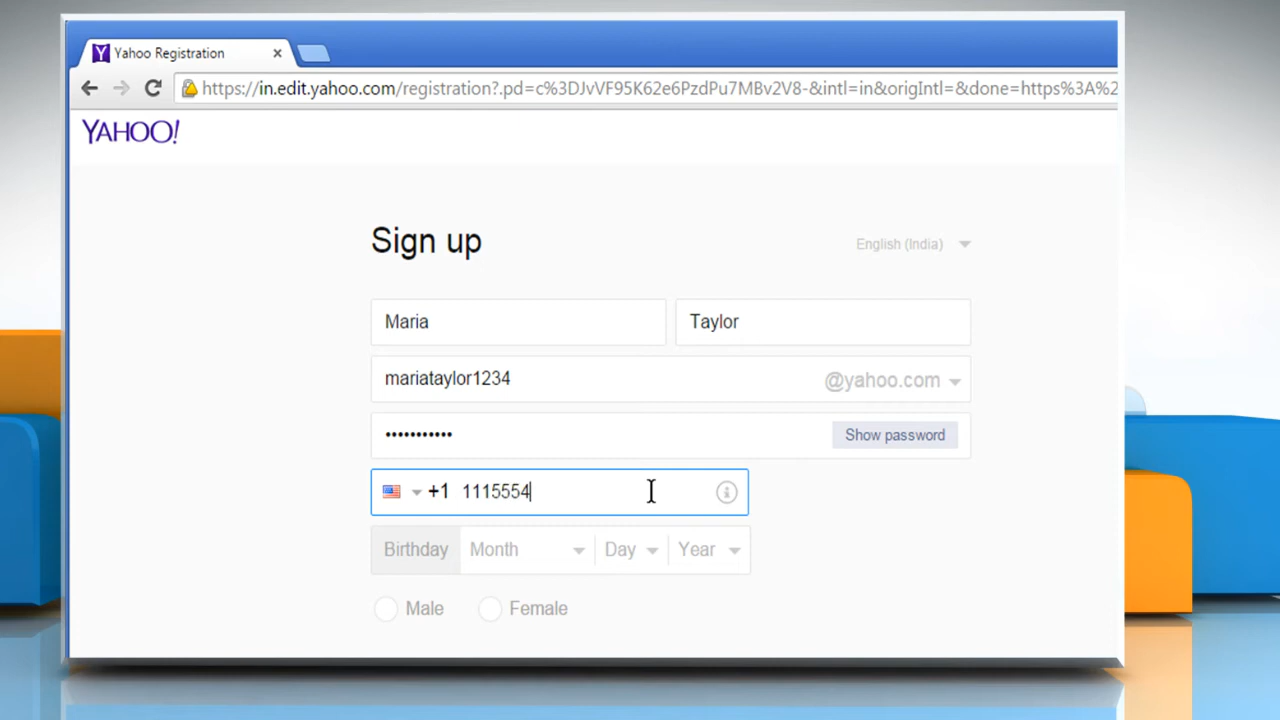 Yahoo Registration
https://in.edit.yahoo.com/registration?.pd=c%3DJvVF95K62e6PzdPu7MBv2V8-&intl=in&origIntl=&done=https%3A%2
YAHOO!
Sign up
English (India)
Maria Taylor
mariataylor1234 @yahoo.com
••••••••••• Show password
+1 1115554
Birthday Month Day Year
Male Female